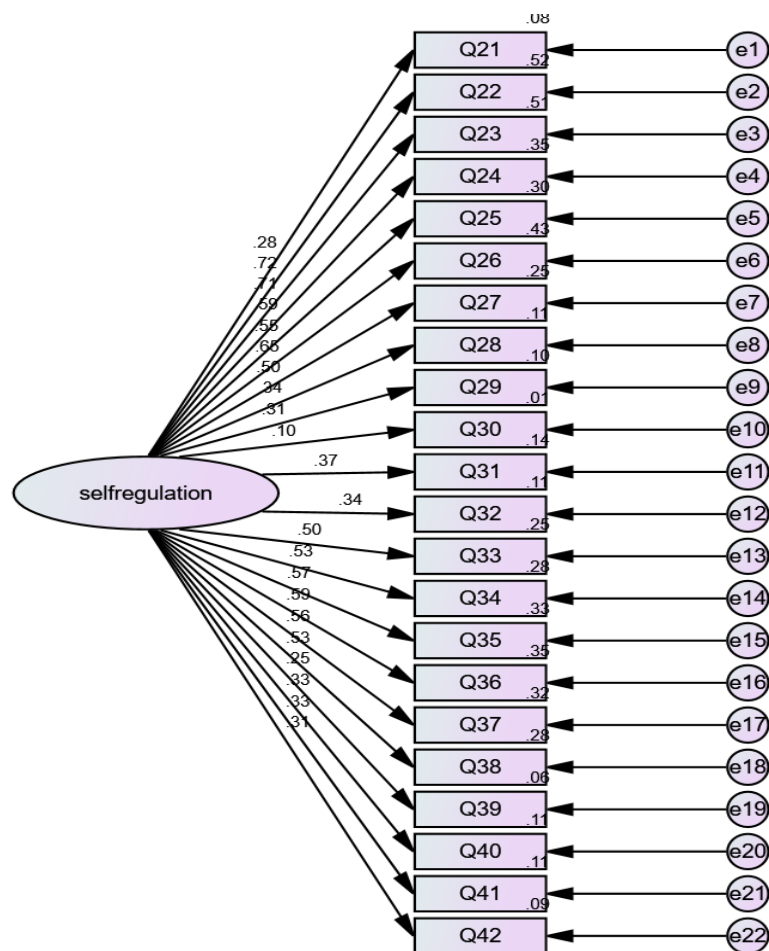 .08
Q21 e1
.52
Q22 e2
.51
Q23 e3
.35
Q24 e4
.30
Q25 e5
.43
.28
Q26 e6
.72
.25
.71
Q27 e7
.59
.11
.55
Q28 e8
.65
.10
.50
Q29 e9
.34
.01
.31
Q30 e10
.10
.14
.37
Q31 e11
.11
selfregulation
.34
Q32 e12
.25
.50
Q33 e13
.53
.28
.57
Q34 e14
.59
.33
.56
Q35 e15
.53
.35
.25
Q36 e16
.33
.32
.33
Q37 e17
.31
.28
Q38 e18
.06
Q39 e19
.11
Q40 e20
.11
Q41 e21
.09
Q42 e22